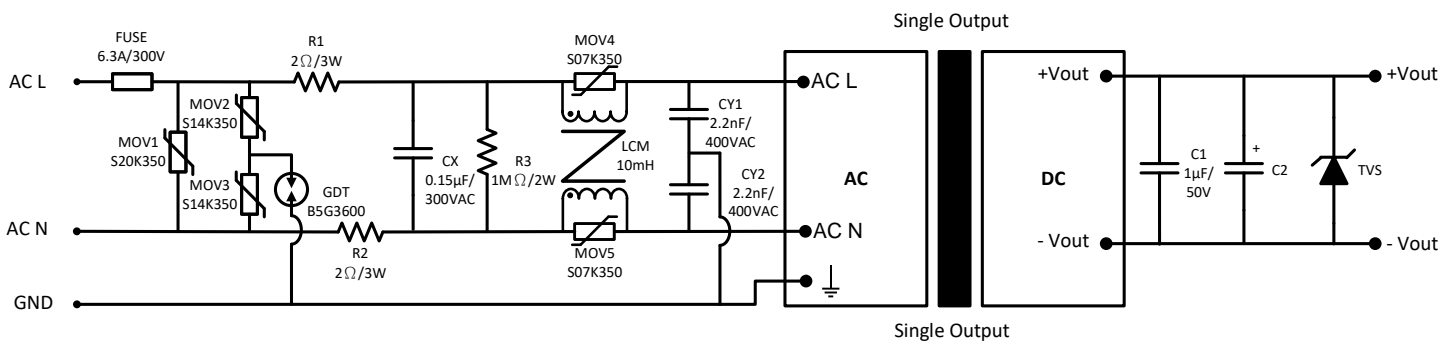 Single Output
FUSE
6.3A/300V
R1
2Ω/3W
MOV4
S07K350
AC L
MOV2
S14K350
MOV1
S20K350
MOV3
S14K350
GDT
B5G3600
CX
0.15μF/
300VAC
R3
1MΩ/2W
LCM
10mH
CY1
2.2nF/
400VAC
CY2
2.2nF/
400VAC
AC L
AC
AC N
DC
+Vout
- Vout
C1
1μF/
50V
+
C2
TVS
+Vout
- Vout
AC N
R2
2Ω/3W
MOV5
S07K350
GND
Single Output